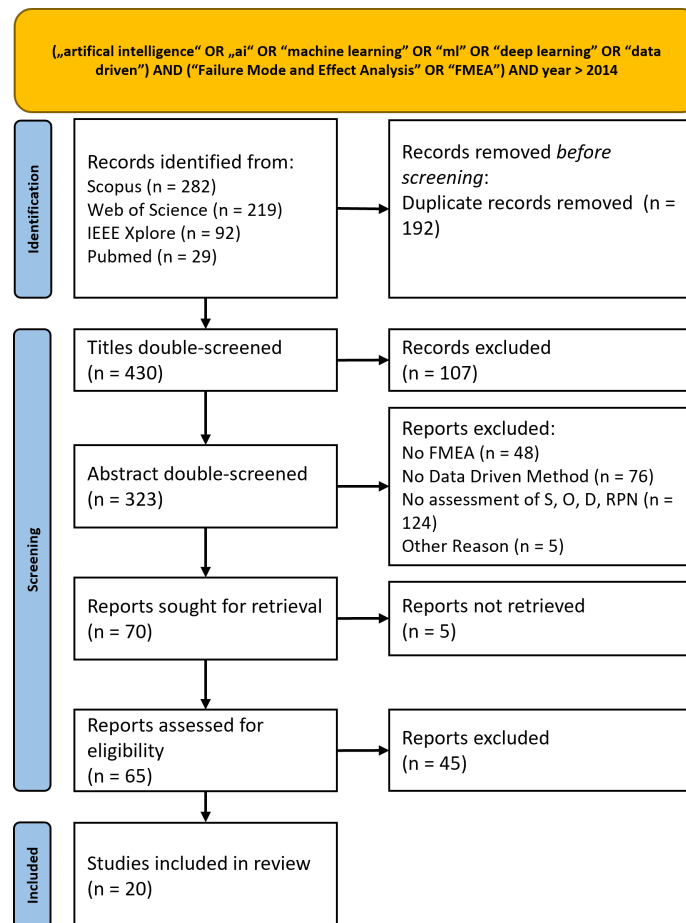 („artifical intelligence“ OR „ai“ OR “machine learning” OR “ml” OR “deep learning” OR “data
driven”) AND (“Failure Mode and Effect Analysis” OR “FMEA”) AND year > 2014
Identification
Records identified from:
Scopus (n = 282)
Web of Science (n = 219)
IEEE Xplore (n = 92)
Pubmed (n = 29)
Records removed before
screening:
Duplicate records removed (n =
192)
Screening
Titles double-screened
(n = 430)
Records excluded
(n = 107)
Abstract double-screened
(n = 323)
Reports excluded:
No FMEA (n = 48)
No Data Driven Method (n = 76)
No assessment of S, O, D, RPN (n =
124)
Other Reason (n = 5)
Reports sought for retrieval
(n = 70)
Reports not retrieved
(n = 5)
Reports assessed for
eligibility
(n = 65)
Reports excluded
(n = 45)
Included
Studies included in review
(n = 20)